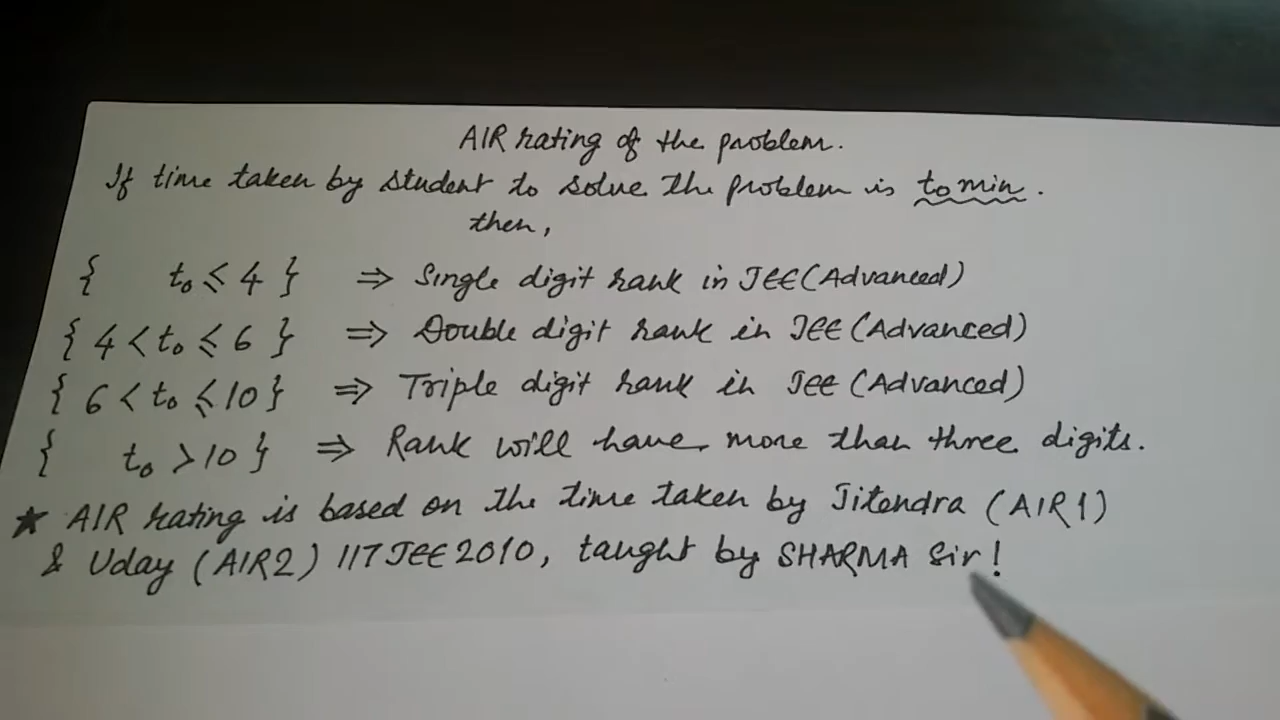 AIR rating of the problem.
If time taken by student to solve the problem is to min.
then,
{ t₀ ⩽ 4 } ⇒ Single digit rank in JEE (Advanced)
{ 4 < t₀ ⩽ 6 } ⇒ Double digit rank in JEE (Advanced)
{ 6 < t₀ ⩽ 10 } ⇒ Triple digit rank in JEE (Advanced)
{ t₀ > 10 } ⇒ Rank will have more than three digits.
★ AIR rating is based on the time taken by Jitendra (AIR1)
& Uday (AIR2) IIT JEE 2010, taught by SHARMA Sir!